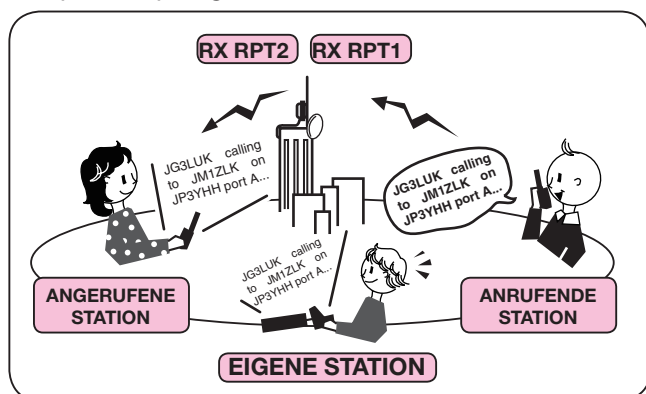 RX RPT2 RX RPT1
JG3LUK calling
to JM1ZLK on
JP3YHH port A...
JG3LUK calling
to JM1ZLK on
JP3YHH port A...
JG3LUK calling
to JM1ZLK on
JP3YHH port A...
ANGERUFENE
STATION
ANRUFENDE
STATION
EIGENE STATION